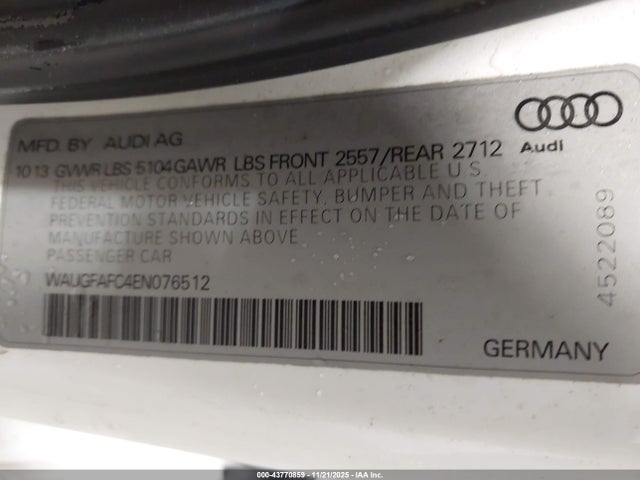 MFD. BY AUDI AG
10 13 GVWR LBS 5104 GAWR LBS FRONT 2557/REAR 2712
THIS VEHICLE CONFORMS TO ALL APPLICABLE U.S.
FEDERAL MOTOR VEHICLE SAFETY, BUMPER AND THEFT
PREVENTION STANDARDS IN EFFECT ON THE DATE OF
MANUFACTURE SHOWN ABOVE
PASSENGER CAR
WAUGFAFC4EN076512
Audi
4522089
GERMANY
000-43770859 - 11/21/2025 - IAA Inc.